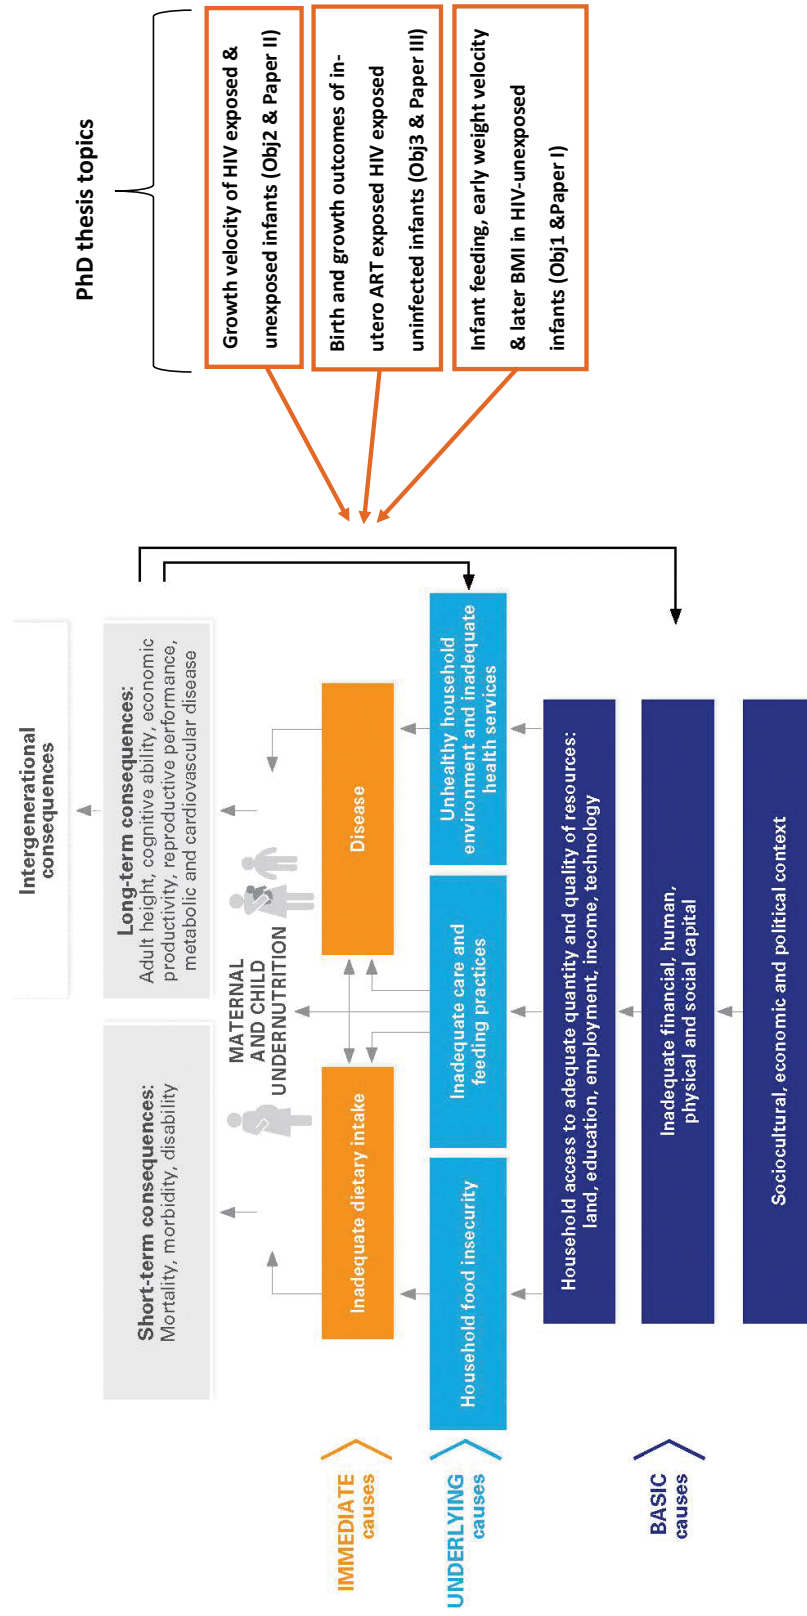 Intergenerational
consequences
Short-term consequences:
Mortality, morbidity, disability
Long-term consequences:
Adult height, cognitive ability, economic
productivity, reproductive performance,
metabolic and cardiovascular disease
MATERNAL
AND CHILD
UNDERNUTRITION
IMMEDIATE
causes
Inadequate dietary intake
Disease
UNDERLYING
causes
Household food insecurity
Inadequate care and
feeding practices
Unhealthy household
environment and inadequate
health services
BASIC
causes
Household access to adequate quantity and quality of resources:
land, education, employment, income, technology
Inadequate financial, human,
physical and social capital
Sociocultural, economic and political context
PhD thesis topics
Growth velocity of HIV exposed &
unexposed infants (Obj2 & Paper II)
Birth and growth outcomes of in-
utero ART exposed HIV exposed
uninfected infants (Obj3 & Paper III)
Infant feeding, early weight velocity
& later BMI in HIV-unexposed
infants (Obj1 &Paper I)